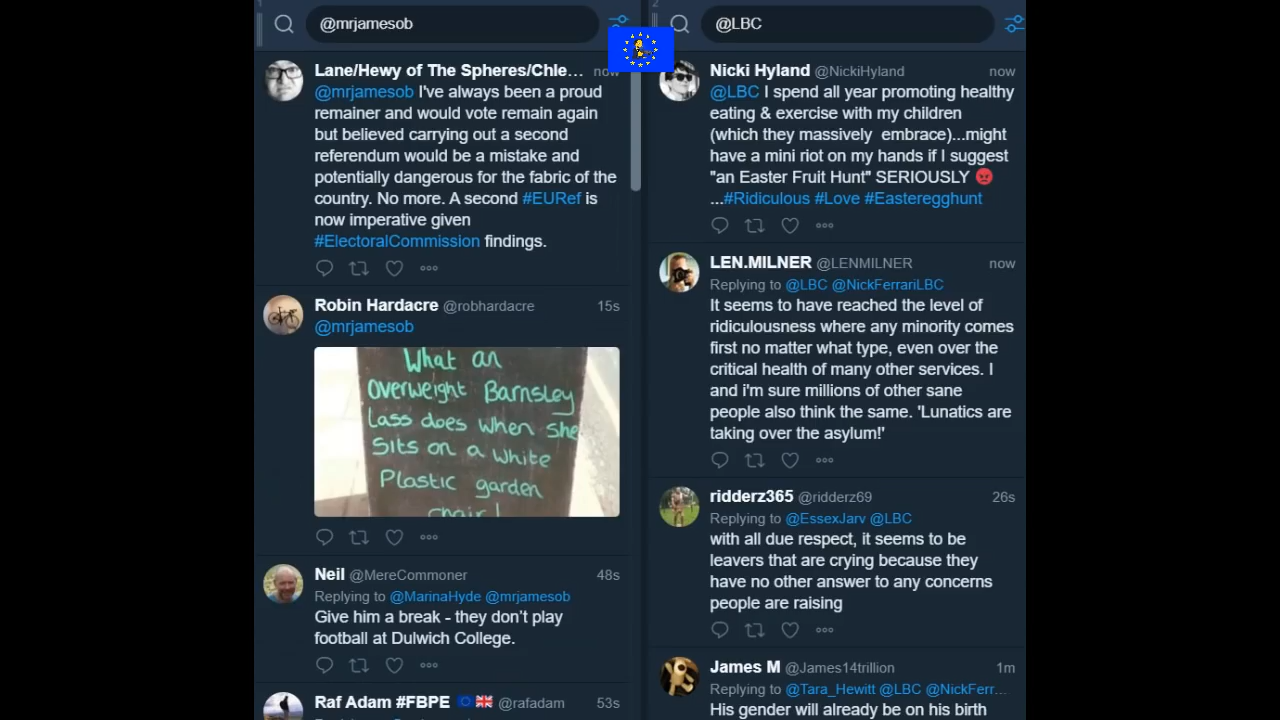 1
@mrjamesob
Lane/Hewy of The Spheres/Chle... now
@mrjamesob I've always been a proud
remainer and would vote remain again
but believed carrying out a second
referendum would be a mistake and
potentially dangerous for the fabric of the
country. No more. A second #EURef is
now imperative given
#ElectoralCommission findings.
Robin Hardacre @robhardacre 15s
@mrjamesob
What an
Overweight Barnsley
Lass does when she
Sits on a white
Plastic garden
chair!
Neil @MereCommoner 48s
Replying to @MarinaHyde @mrjamesob
Give him a break - they don't play
football at Dulwich College.
Raf Adam #FBPE 🇪🇺🇬🇧 @rafadam 53s
2
@LBC
Nicki Hyland @NickiHyland now
@LBC I spend all year promoting healthy
eating & exercise with my children
(which they massively embrace)...might
have a mini riot on my hands if I suggest
"an Easter Fruit Hunt" SERIOUSLY 😡
...#Ridiculous #Love #Easteregghunt
LEN.MILNER @LENMILNER now
Replying to @LBC @NickFerrariLBC
It seems to have reached the level of
ridiculousness where any minority comes
first no matter what type, even over the
critical health of many other services. I
and i'm sure millions of other sane
people also think the same. 'Lunatics are
taking over the asylum!'
ridderz365 @ridderz69 26s
Replying to @EssexJarv @LBC
with all due respect, it seems to be
leavers that are crying because they
have no other answer to any concerns
people are raising
James M @James14trillion 1m
Replying to @Tara_Hewitt @LBC @NickFerr...
His gender will already be on his birth